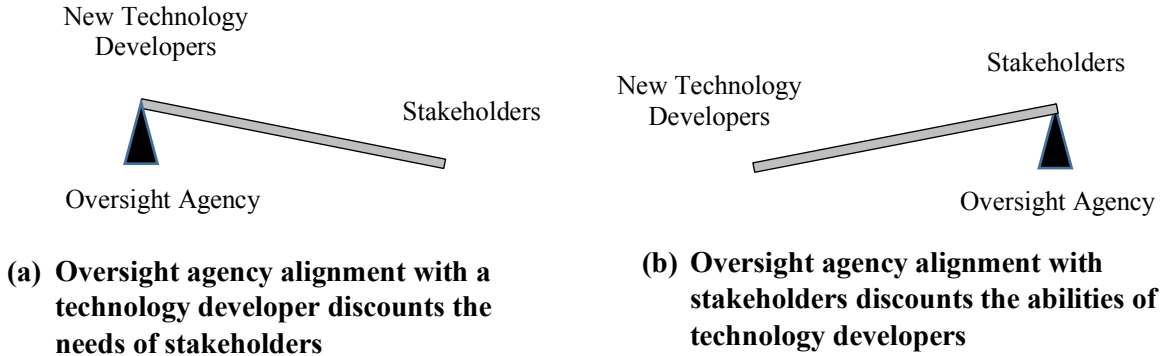 New Technology
Developers
Stakeholders
Oversight Agency
(a) Oversight agency alignment with a
technology developer discounts the
needs of stakeholders
Stakeholders
New Technology
Developers
Oversight Agency
(b) Oversight agency alignment with
stakeholders discounts the abilities of
technology developers